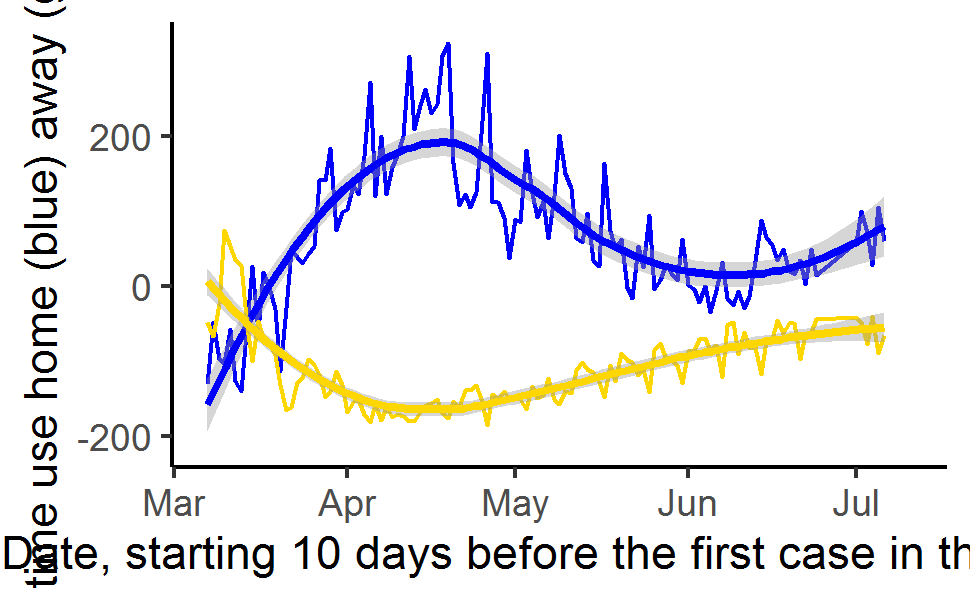 time use home (blue) away (
200
0
-200
Mar Apr May Jun Jul
Date, starting 10 days before the first case in th